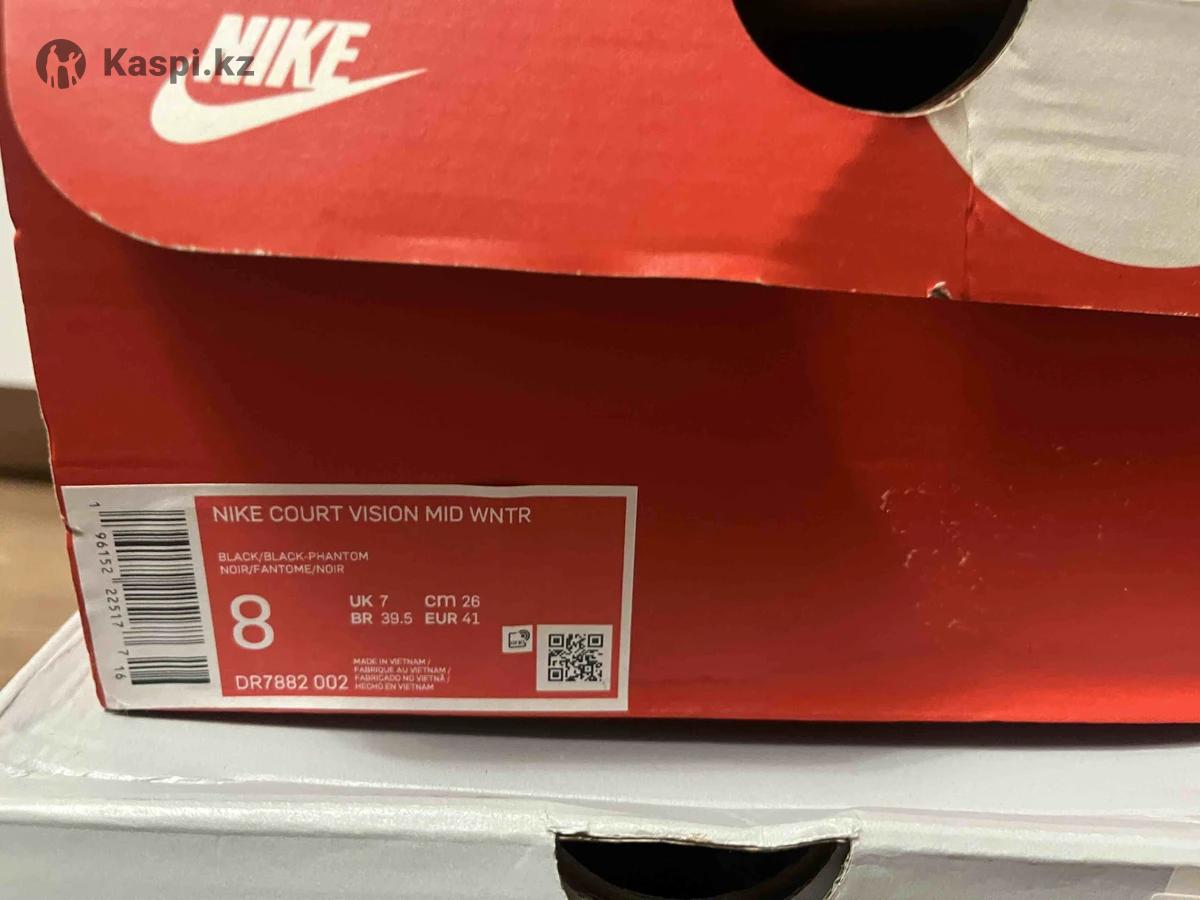 NIKE
Kaspi.kz
NIKE COURT VISION MID WNTR
BLACK/BLACK-PHANTOM
NOIR/FANTOME/NOIR
8
UK 7 cm 26
BR 39.5 EUR 41
DR7882 002
MADE IN VIETNAM /
FABRIQUE AU VIETNAM /
FABRICADO NO VIETNÃ /
HECHO EN VIETNAM
1 96152 22517 7 16